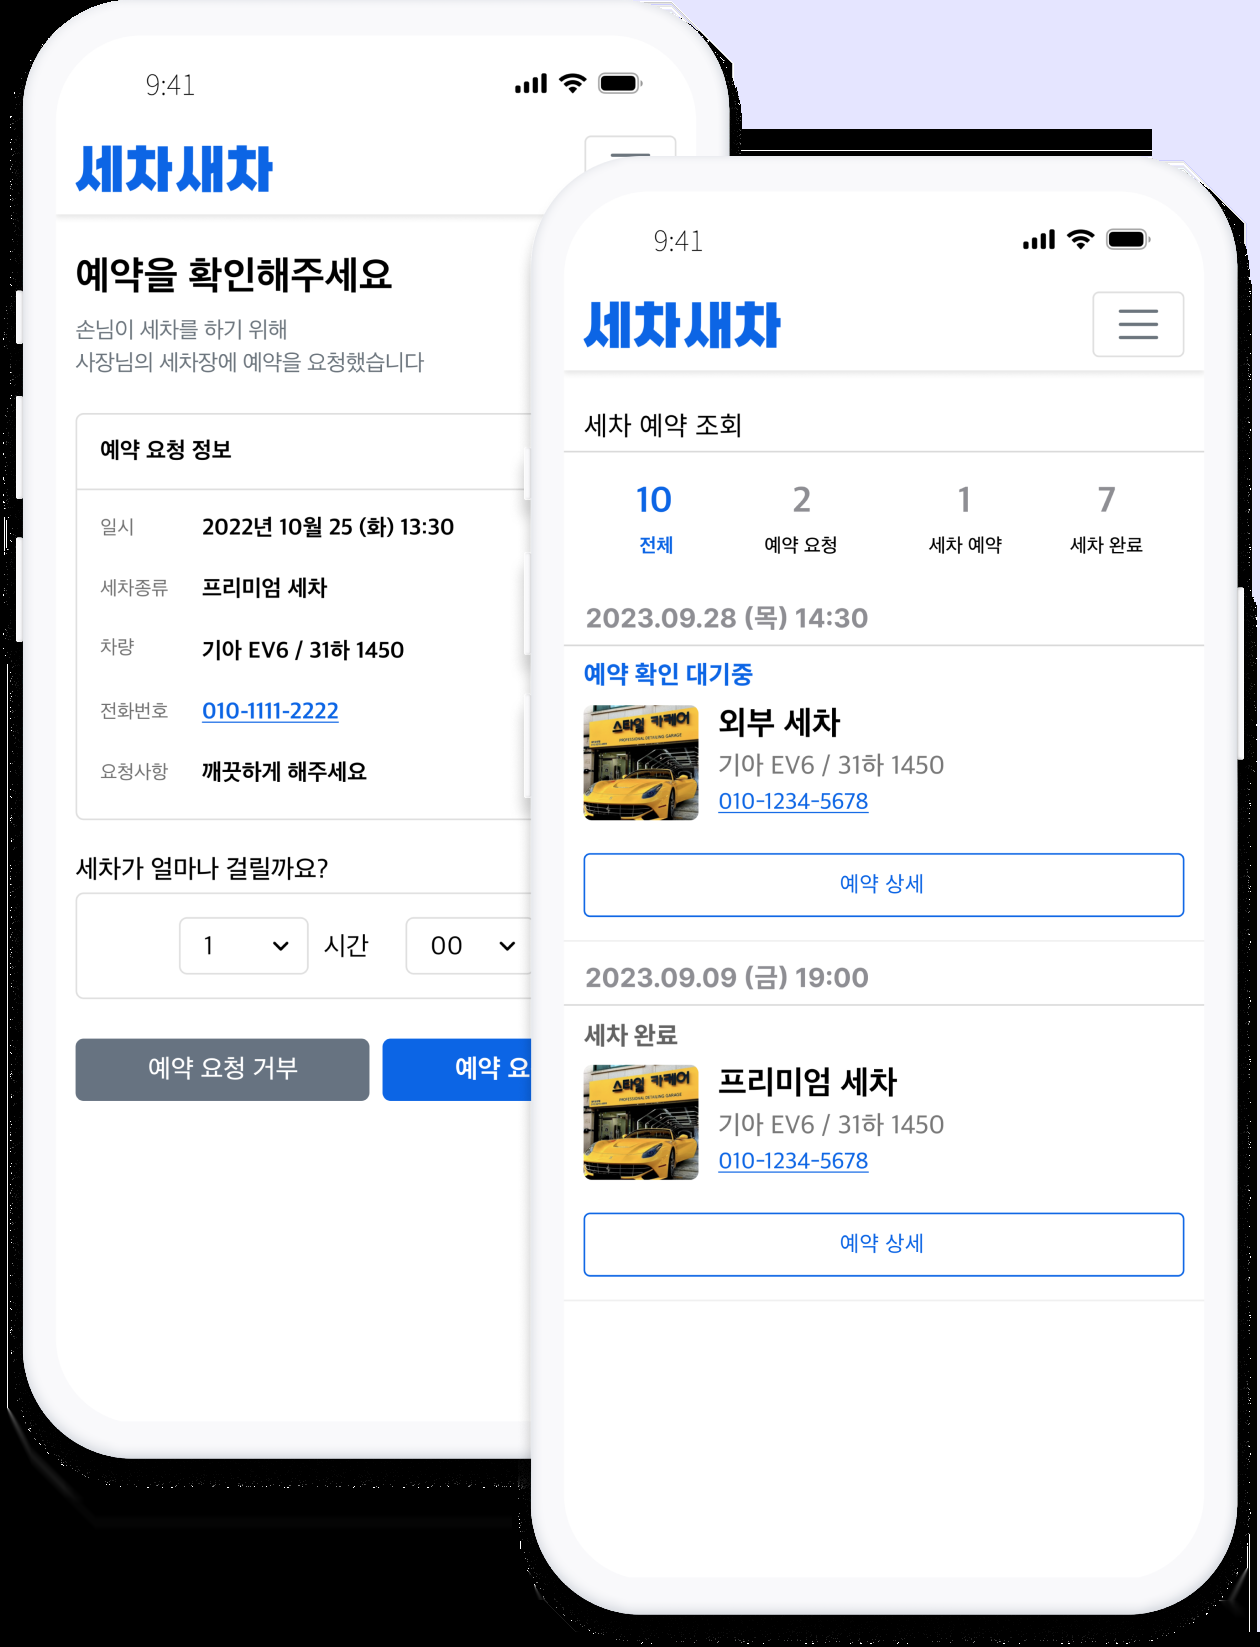 9:41
세차새차
예약을 확인해주세요
손님이 세차를 하기 위해
사장님의 세차장에 예약을 요청했습니다
예약 요청 정보
일시 2022년 10월 25 (화) 13:30
세차종류 프리미엄 세차
차량 기아 EV6 / 31하 1450
전화번호 010-1111-2222
요청사항 깨끗하게 해주세요
세차가 얼마나 걸릴까요?
1 시간 00
예약 요청 거부 예약 요
9:41
세차새차
세차 예약 조회
10 2 1 7
전체 예약 요청 세차 예약 세차 완료
2023.09.28 (목) 14:30
예약 확인 대기중
스타일 카케어
PROFESSIONAL DETAILING GARAGE
외부 세차
기아 EV6 / 31하 1450
010-1234-5678
예약 상세
2023.09.09 (금) 19:00
세차 완료
스타일 카케어
PROFESSIONAL DETAILING GARAGE
프리미엄 세차
기아 EV6 / 31하 1450
010-1234-5678
예약 상세